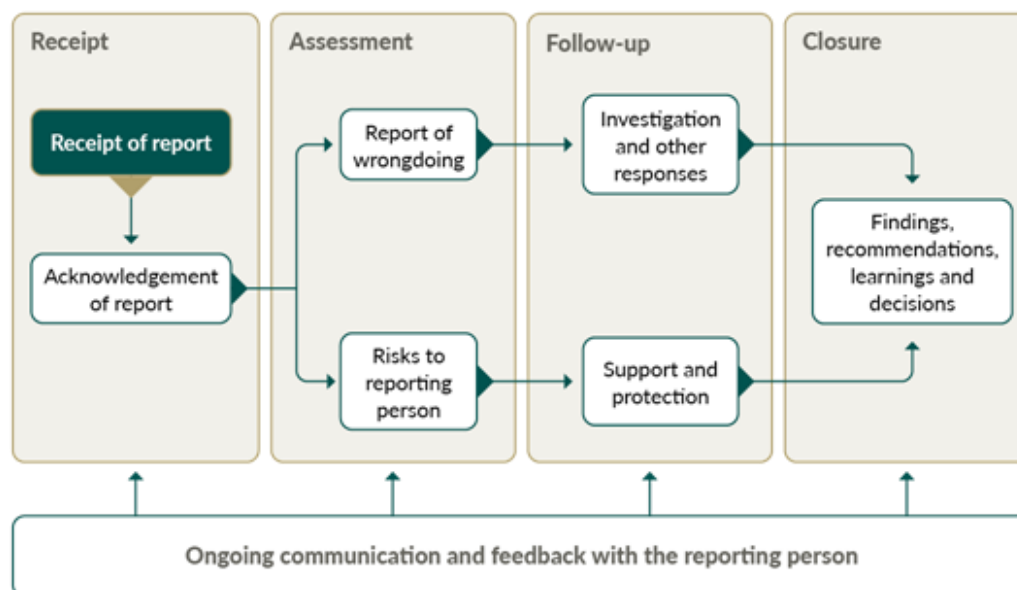 Receipt
Receipt of report
Acknowledgement
of report
Assessment
Report of
wrongdoing
Risks to
reporting
person
Follow-up
Investigation
and other
responses
Support and
protection
Closure
Findings,
recommendations,
learnings and
decisions
Ongoing communication and feedback with the reporting person